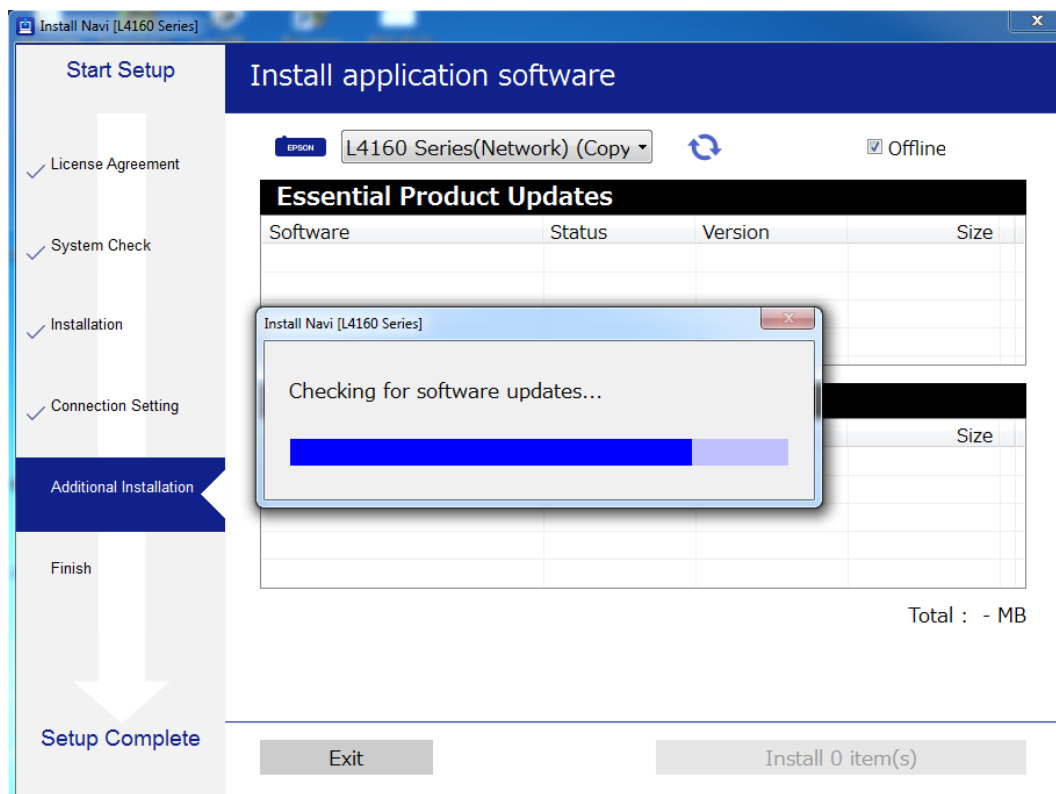 Install Navi [L4160 Series]
x
Start Setup
License Agreement
System Check
Installation
Connection Setting
Additional Installation
Finish
Setup Complete
Install application software
EPSON
L4160 Series(Network) (Copy
Offline
Essential Product Updates
Software Status Version Size
Install Navi [L4160 Series]
x
Checking for software updates...
Size
Total : - MB
Exit
Install 0 item(s)